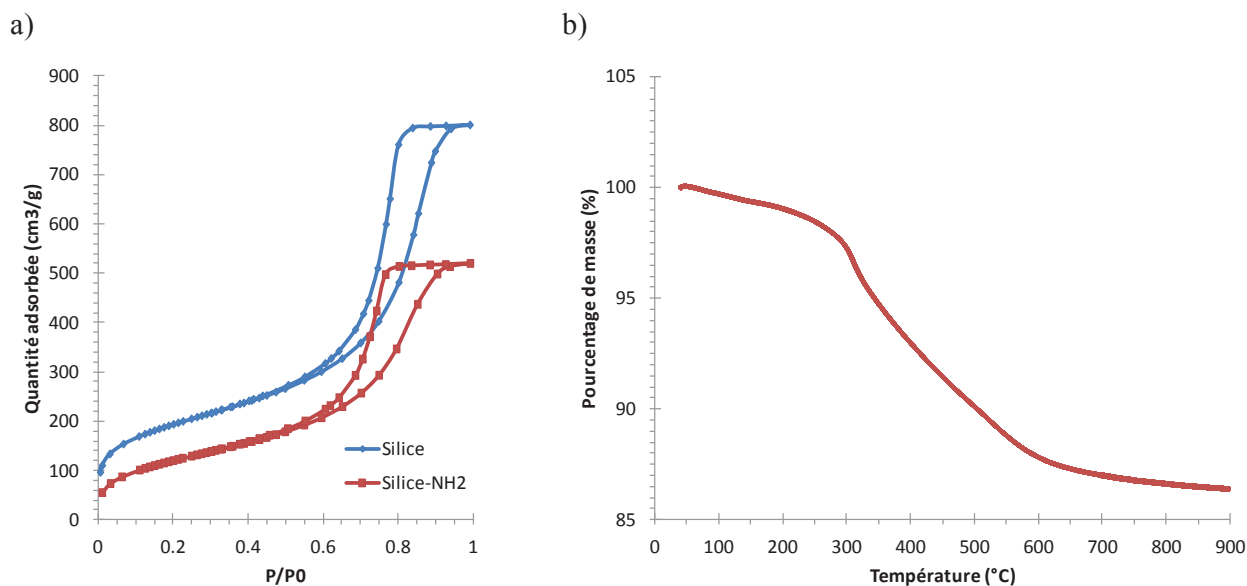 a)
900
800
700
600
500
400
300
200
100
0
Quantité adsorbée (cm3/g)
Silice
Silice-NH2
0 0.2 0.4 0.6 0.8 1
P/P0
b)
105
100
95
90
85
Pourcentage de masse (%)
0 100 200 300 400 500 600 700 800 900
Température (°C)